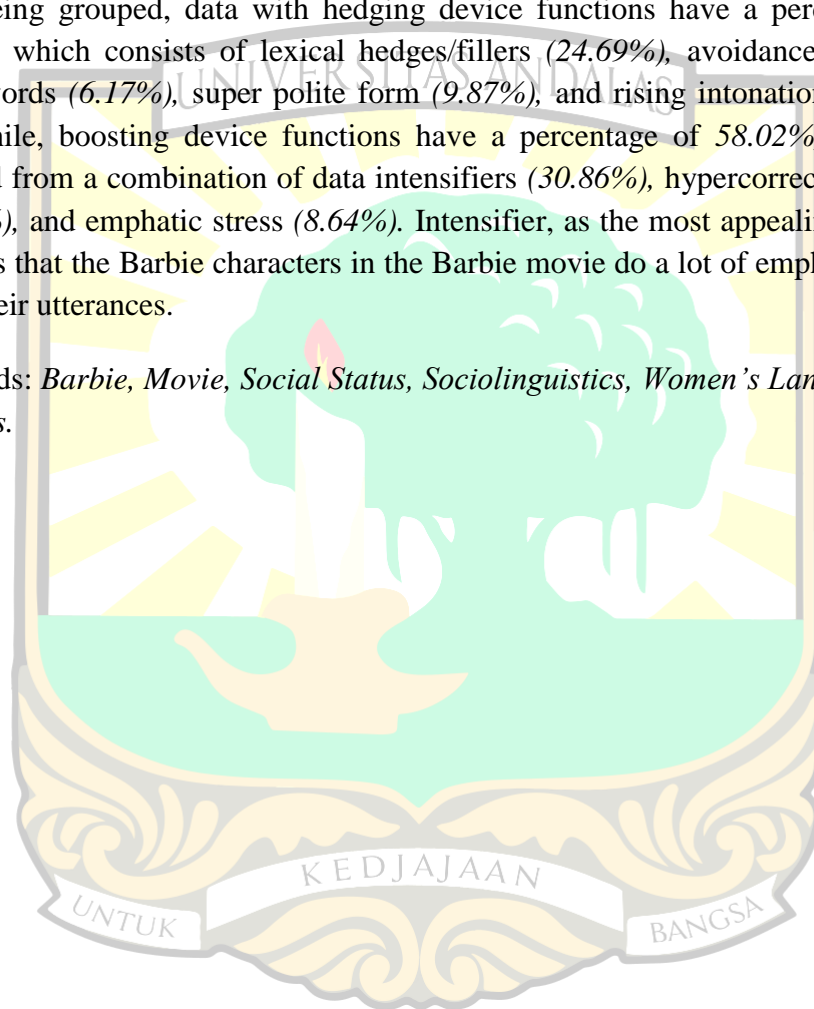 eing grouped, data with hedging device functions have a perc
which consists of lexical hedges/fillers (24.69%), avoidance
ords (6.17%), super polite form (9.87%), and rising intonation
ile, boosting device functions have a percentage of 58.02%
d from a combination of data intensifiers (30.86%), hypercorrec
%), and emphatic stress (8.64%). Intensifier, as the most appeali
s that the Barbie characters in the Barbie movie do a lot of emph
eir utterances.
ds: Barbie, Movie, Social Status, Sociolinguistics, Women's Lan
s.
UNIVERSITAS ANDALAS
KEDJAJAAN
UNTUK
BANGSA